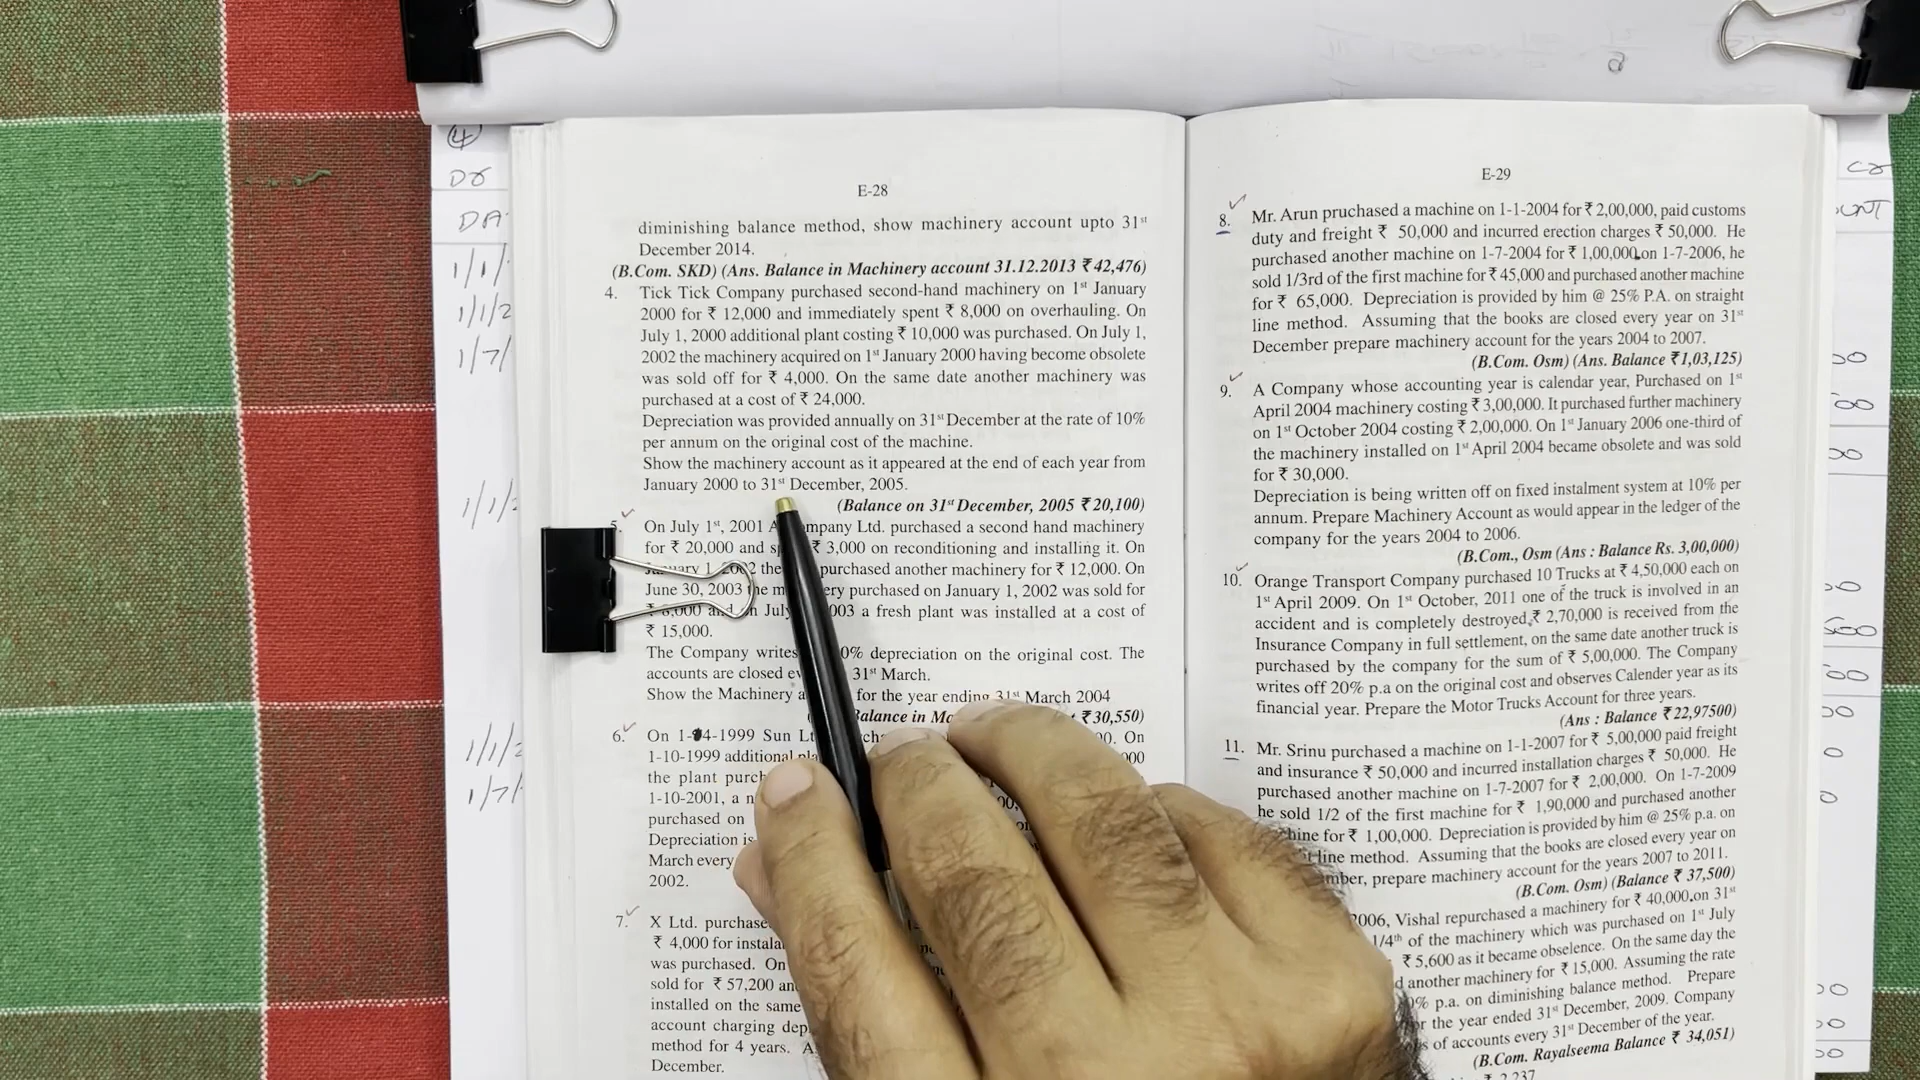 E-28
diminishing balance method, show machinery account upto 31st
December 2014.
(B.Com. SKD) (Ans. Balance in Machinery account 31.12.2013 ₹ 42,476)
4. Tick Tick Company purchased second-hand machinery on 1st January
2000 for ₹ 12,000 and immediately spent ₹ 8,000 on overhauling. On
July 1, 2000 additional plant costing ₹ 10,000 was purchased. On July 1,
2002 the machinery acquired on 1st January 2000 having become obsolete
was sold off for ₹ 4,000. On the same date another machinery was
purchased at a cost of ₹ 24,000.
Depreciation was provided annually on 31st December at the rate of 10%
per annum on the original cost of the machine.
Show the machinery account as it appeared at the end of each year from
January 2000 to 31st December, 2005.
(Balance on 31st December, 2005 ₹ 20,100)
5. On July 1st, 2001 A Ltd. purchased a second hand machinery
for ₹ 20,000 and ₹ 3,000 on reconditioning and installing it. On
1, 2002 the purchased another machinery for ₹ 12,000. On
June 30, 2003 the purchased on January 1, 2002 was sold for
₹ 8,000 and on July a fresh plant was installed at a cost of
₹ 15,000.
The Company writes depreciation on the original cost. The
accounts are closed 31st March.
Show the Machinery for the year ending 31st March 2004
Balance in ₹ 30,550)
6. On 1-4-1999 Sun On
1-10-1999 additional
the plant
1-10-2001, a
purchased on
Depreciation is
March every
2002.
7. X Ltd.
₹ 4,000 for
was purchased. On
sold for ₹ 57,200
installed on the same
account charging
method for 4 years.
December.
E-29
8. Mr. Arun pruchased a machine on 1-1-2004 for ₹ 2,00,000, paid customs
duty and freight ₹ 50,000 and incurred erection charges ₹ 50,000. He
purchased another machine on 1-7-2004 for ₹ 1,00,000.on 1-7-2006, he
sold 1/3rd of the first machine for ₹ 45,000 and purchased another machine
for ₹ 65,000. Depreciation is provided by him @ 25% P.A. on straight
line method. Assuming that the books are closed every year on 31st
December prepare machinery account for the years 2004 to 2007.
(B.Com. Osm) (Ans. Balance ₹ 1,03,125)
9. A Company whose accounting year is calendar year, Purchased on 1st
April 2004 machinery costing ₹ 3,00,000. It purchased further machinery
on 1st October 2004 costing ₹ 2,00,000. On 1st January 2006 one-third of
the machinery installed on 1st April 2004 became obsolete and was sold
for ₹ 30,000.
Depreciation is being written off on fixed instalment system at 10% per
annum. Prepare Machinery Account as would appear in the ledger of the
company for the years 2004 to 2006.
(B.Com., Osm (Ans : Balance Rs. 3,00,000)
10. Orange Transport Company purchased 10 Trucks at ₹ 4,50,000 each on
1st April 2009. On 1st October, 2011 one of the truck is involved in an
accident and is completely destroyed, ₹ 2,70,000 is received from the
Insurance Company in full settlement, on the same date another truck is
purchased by the company for the sum of ₹ 5,00,000. The Company
writes off 20% p.a on the original cost and observes Calender year as its
financial year. Prepare the Motor Trucks Account for three years.
(Ans : Balance ₹ 22,97500)
11. Mr. Srinu purchased a machine on 1-1-2007 for ₹ 5,00,000 paid freight
and insurance ₹ 50,000 and incurred installation charges ₹ 50,000. He
purchased another machine on 1-7-2007 for ₹ 2,00,000. On 1-7-2009
he sold 1/2 of the first machine for ₹ 1,90,000 and purchased another
for ₹ 1,00,000. Depreciation is provided by him @ 25% p.a. on
line method. Assuming that the books are closed every year on
prepare machinery account for the years 2007 to 2011.
(B.Com. Osm) (Balance ₹ 37,500)
2006, Vishal repurchased a machinery for ₹ 40,000.on 31st
1/4th of the machinery which was purchased on 1st July
₹ 5,600 as it became obselence. On the same day the
another machinery for ₹ 15,000. Assuming the rate
p.a. on diminishing balance method. Prepare
the year ended 31st December, 2009. Company
of accounts every 31st December of the year.
(B.Com. Rayalseema Balance ₹ 34,051)